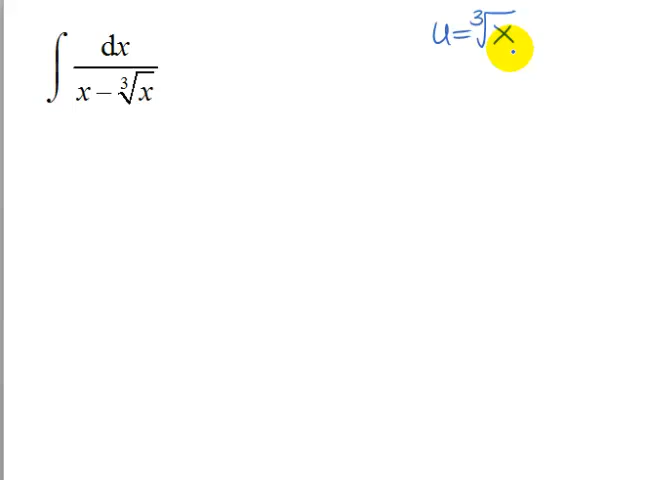 ∫ dx / (x − ∛x)
u = ∛x